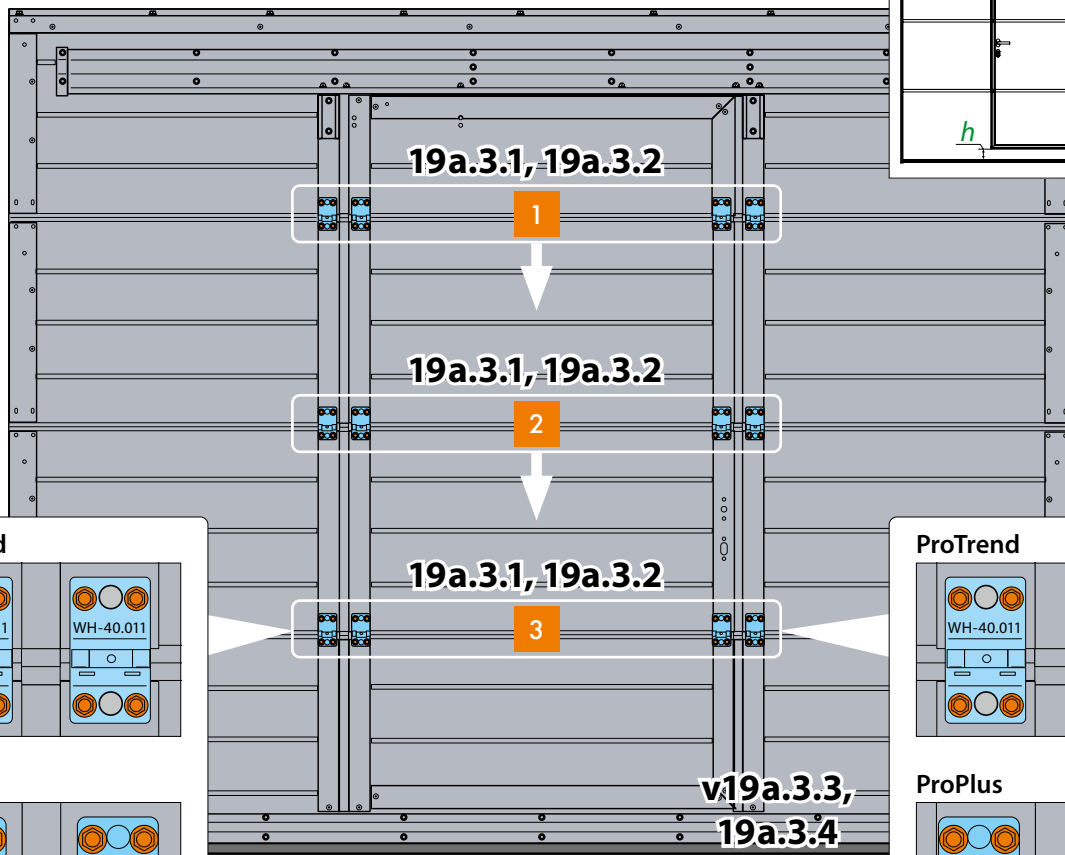 h
19a.3.1, 19a.3.2
1
19a.3.1, 19a.3.2
2
19a.3.1, 19a.3.2
3
d
1
WH-40.011
ProTrend
WH-40.011
v19a.3.3,
19a.3.4
ProPlus